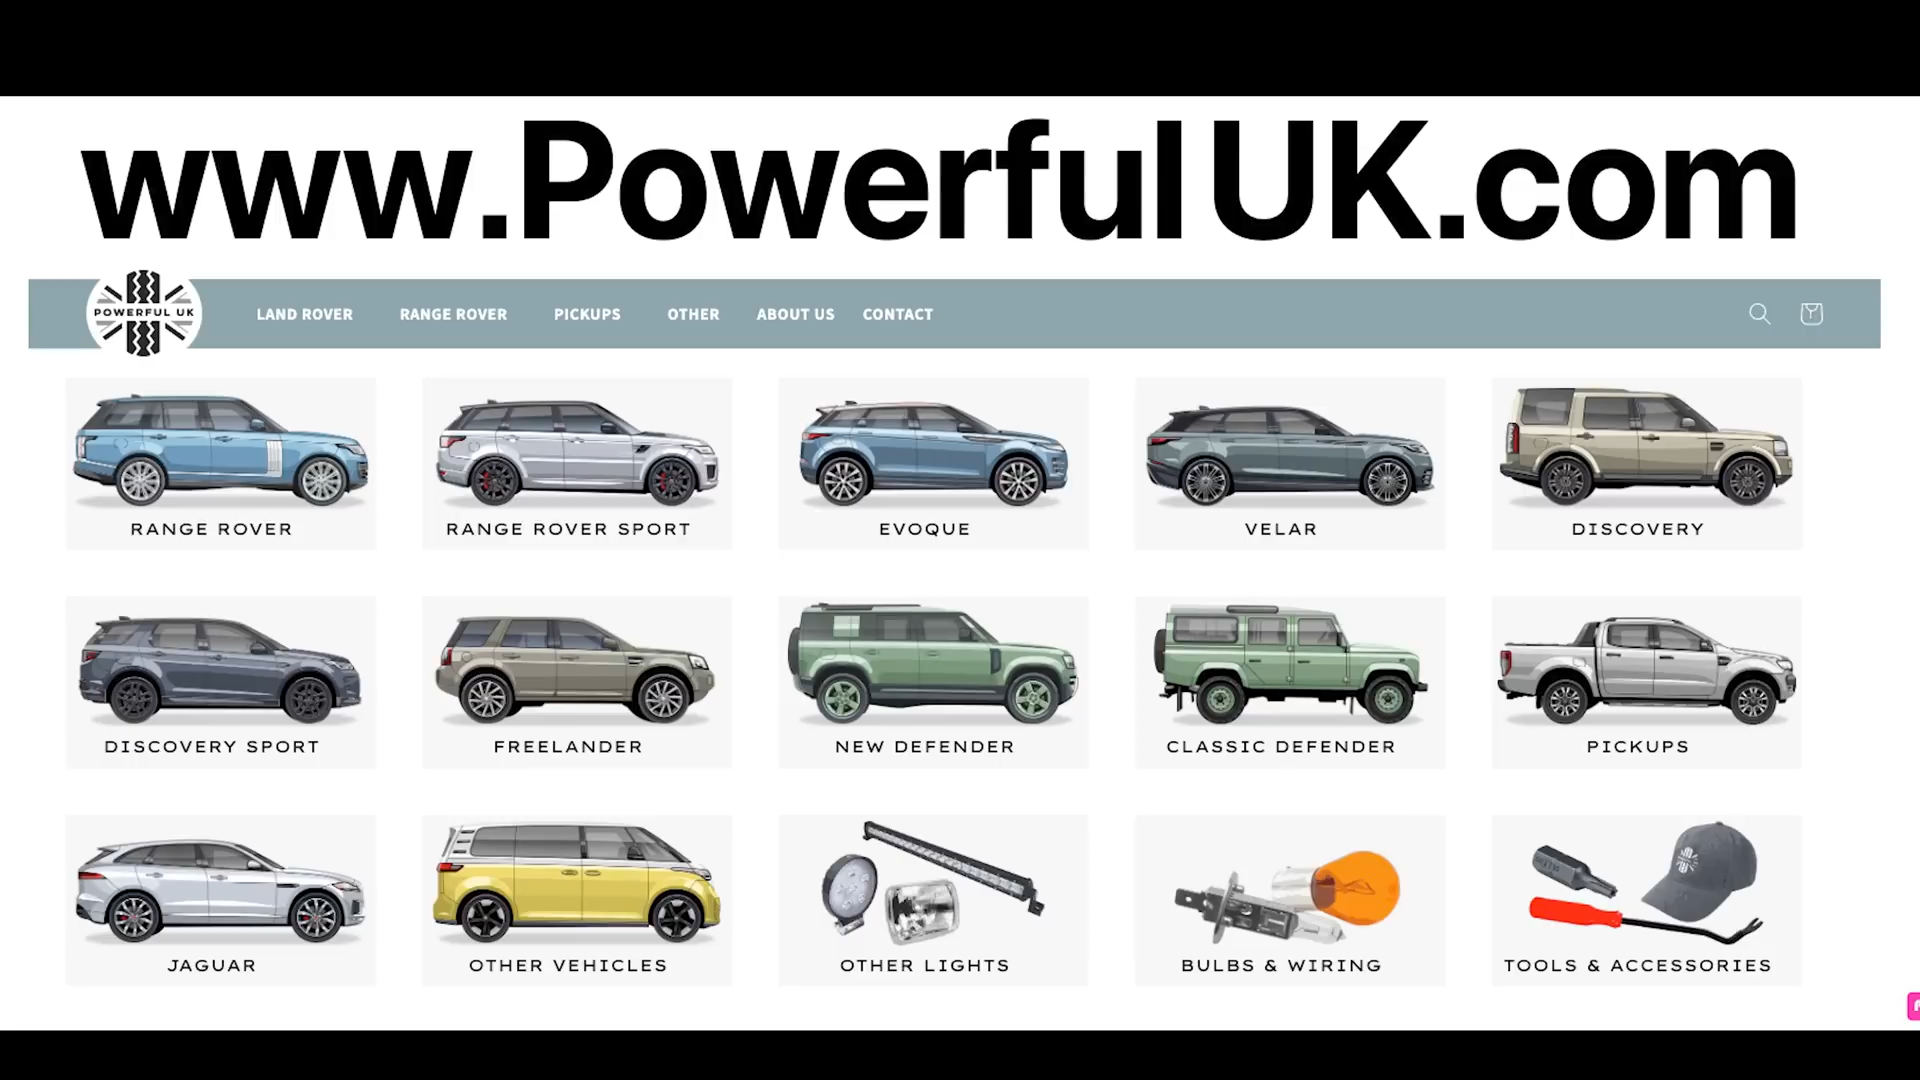 www.PowerfulUK.com
POWERFUL UK
LAND ROVER RANGE ROVER PICKUPS OTHER ABOUT US CONTACT
RANGE ROVER
RANGE ROVER SPORT
EVOQUE
VELAR
DISCOVERY
DISCOVERY SPORT
FREELANDER
NEW DEFENDER
CLASSIC DEFENDER
PICKUPS
JAGUAR
OTHER VEHICLES
OTHER LIGHTS
BULBS & WIRING
TOOLS & ACCESSORIES